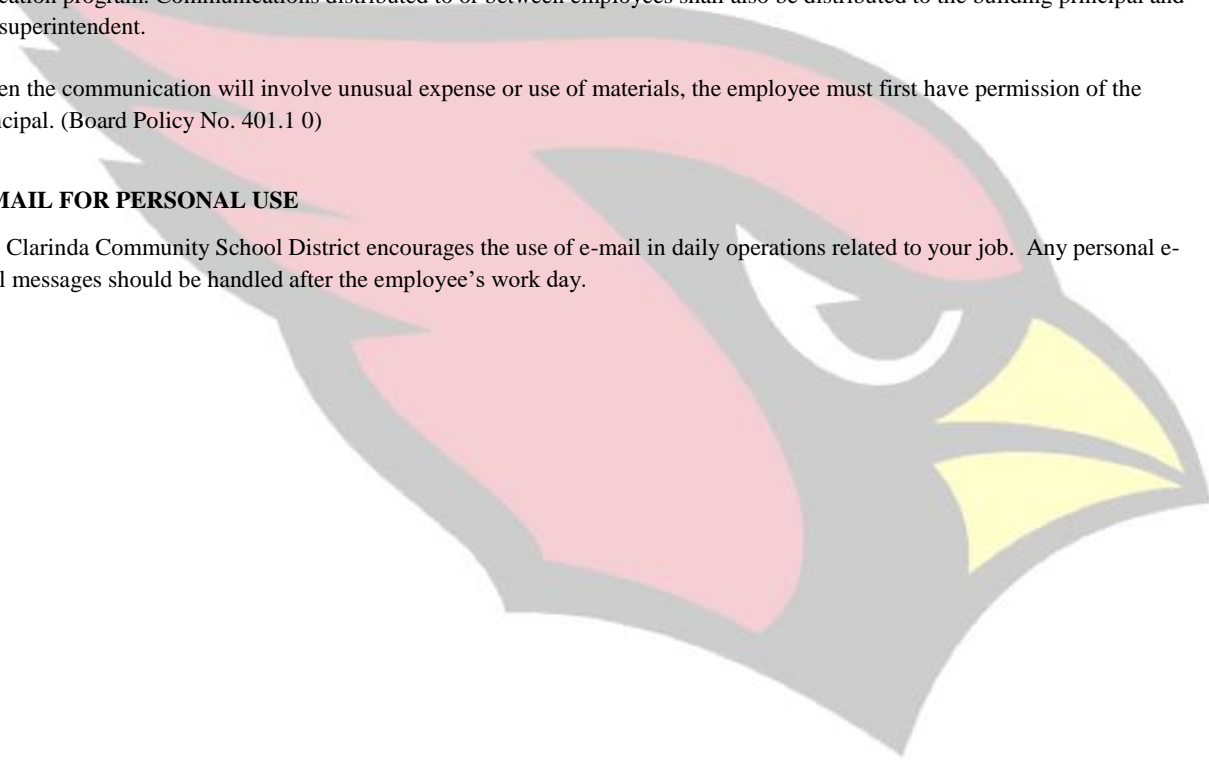 cation program. Communications distributed to or between employees shall also be distributed to the building principal and
superintendent.
en the communication will involve unusual expense or use of materials, the employee must first have permission of the
ncipal. (Board Policy No. 401.1 0)
MAIL FOR PERSONAL USE
Clarinda Community School District encourages the use of e-mail in daily operations related to your job. Any personal e-
l messages should be handled after the employee’s work day.